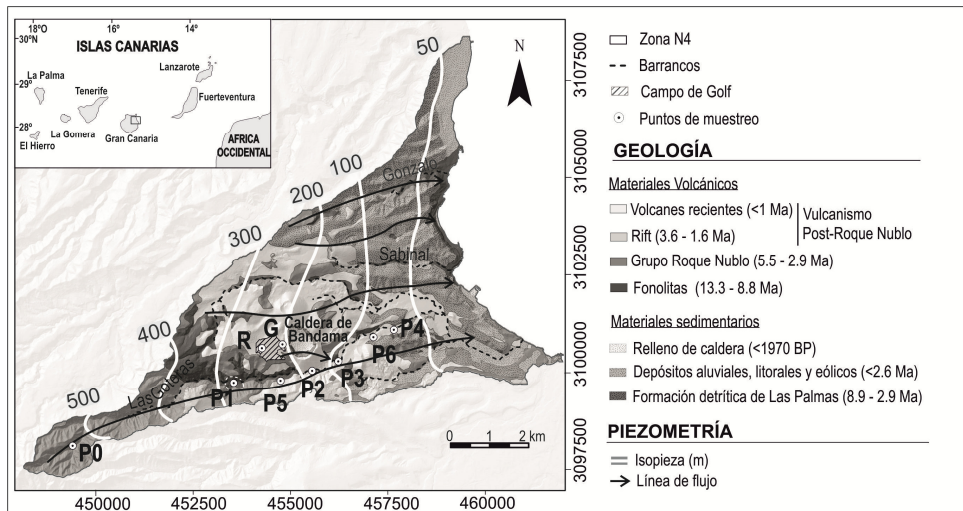 18ºO
16º
14º
30ºN
29º
28º
ISLAS CANARIAS
La Palma
Tenerife
Lanzarote
Fuerteventura
La Gomera
Gran Canaria
El Hierro
AFRICA
OCCIDENTAL
N
50
100
200
300
400
500
Gonzalo
Sabinal
Las Goteras
Caldera de
Bandama
R
G
P0
P1
P5
P2
P3
P6
P4
0 1 2 km
450000
452500
455000
457500
460000
3107500
3105000
3102500
3100000
3097500
Zona N4
Barrancos
Campo de Golf
Puntos de muestreo
GEOLOGÍA
Materiales Volcánicos
Volcanes recientes (<1 Ma)
Rift (3.6 - 1.6 Ma)
Vulcanismo
Post-Roque Nublo
Grupo Roque Nublo (5.5 - 2.9 Ma)
Fonolitas (13.3 - 8.8 Ma)
Materiales sedimentarios
Relleno de caldera (<1970 BP)
Depósitos aluviales, litorales y eólicos (<2.6 Ma)
Formación detrítica de Las Palmas (8.9 - 2.9 Ma)
PIEZOMETRÍA
Isopieza (m)
Línea de flujo